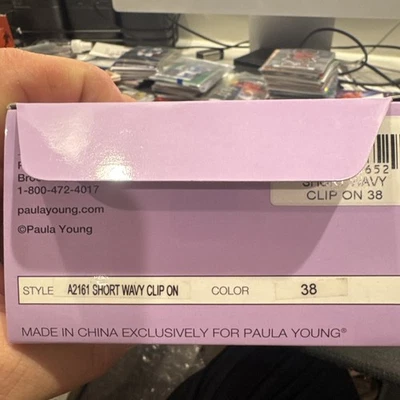 1-800-472-4017
paulayoung.com
©Paula Young
652
SHORT WAVY
CLIP ON 38
STYLE A2161 SHORT WAVY CLIP ON COLOR 38
MADE IN CHINA EXCLUSIVELY FOR PAULA YOUNG®